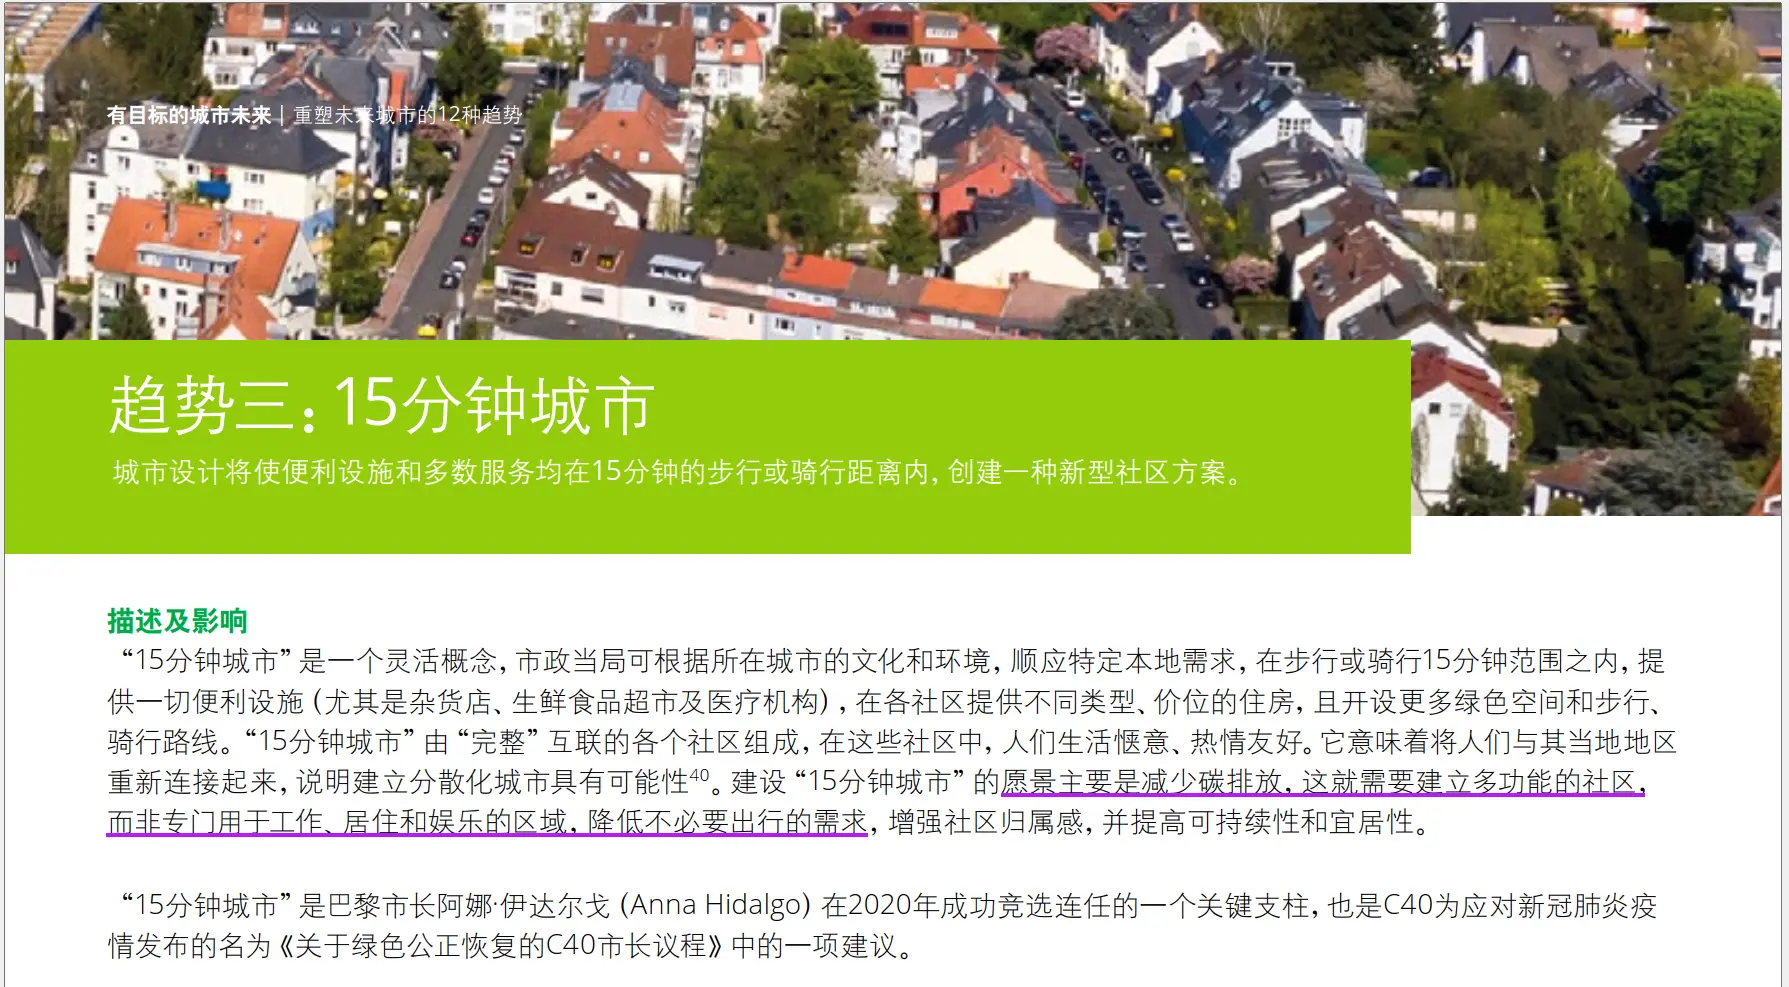 有目标的城市未来 | 重塑未来城市的12种趋势
趋势三：15分钟城市
城市设计将使便利设施和多数服务均在15分钟的步行或骑行距离内，创建一种新型社区方案。
描述及影响
“15分钟城市”是一个灵活概念，市政当局可根据所在城市的文化和环境，顺应特定本地需求，在步行或骑行15分钟范围之内，提
供一切便利设施（尤其是杂货店、生鲜食品超市及医疗机构），在各社区提供不同类型、价位的住房，且开设更多绿色空间和步行、
骑行路线。“15分钟城市”由“完整”互联的各个社区组成，在这些社区中，人们生活惬意、热情友好。它意味着将人们与其当地地区
重新连接起来，说明建立分散化城市具有可能性⁴⁰。建设“15分钟城市”的愿景主要是减少碳排放，这就需要建立多功能的社区，
而非专门用于工作、居住和娱乐的区域，降低不必要出行的需求，增强社区归属感，并提高可持续性和宜居性。
“15分钟城市”是巴黎市长阿娜·伊达尔戈（Anna Hidalgo）在2020年成功竞选连任的一个关键支柱，也是C40为应对新冠肺炎疫
情发布的名为《关于绿色公正恢复的C40市长议程》中的一项建议。